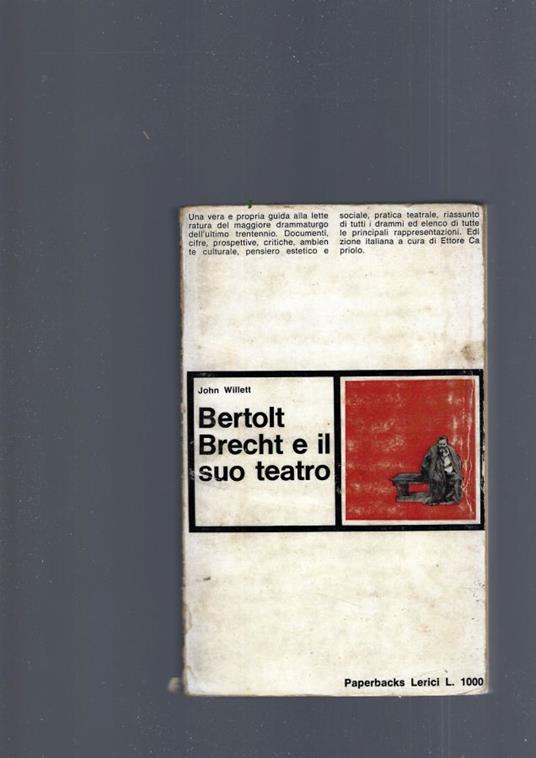 Una vera e propria guida alla lette
ratura del maggiore drammaturgo
dell'ultimo trentennio. Documenti,
cifre, prospettive, critiche, ambien
te culturale, pensiero estetico e
sociale, pratica teatrale, riassunto
di tutti i drammi ed elenco di tutte
le principali rappresentazioni. Edi
zione italiana a cura di Ettore Ca
priolo.
John Willett
Bertolt
Brecht e il
suo teatro
Paperbacks Lerici L. 1000